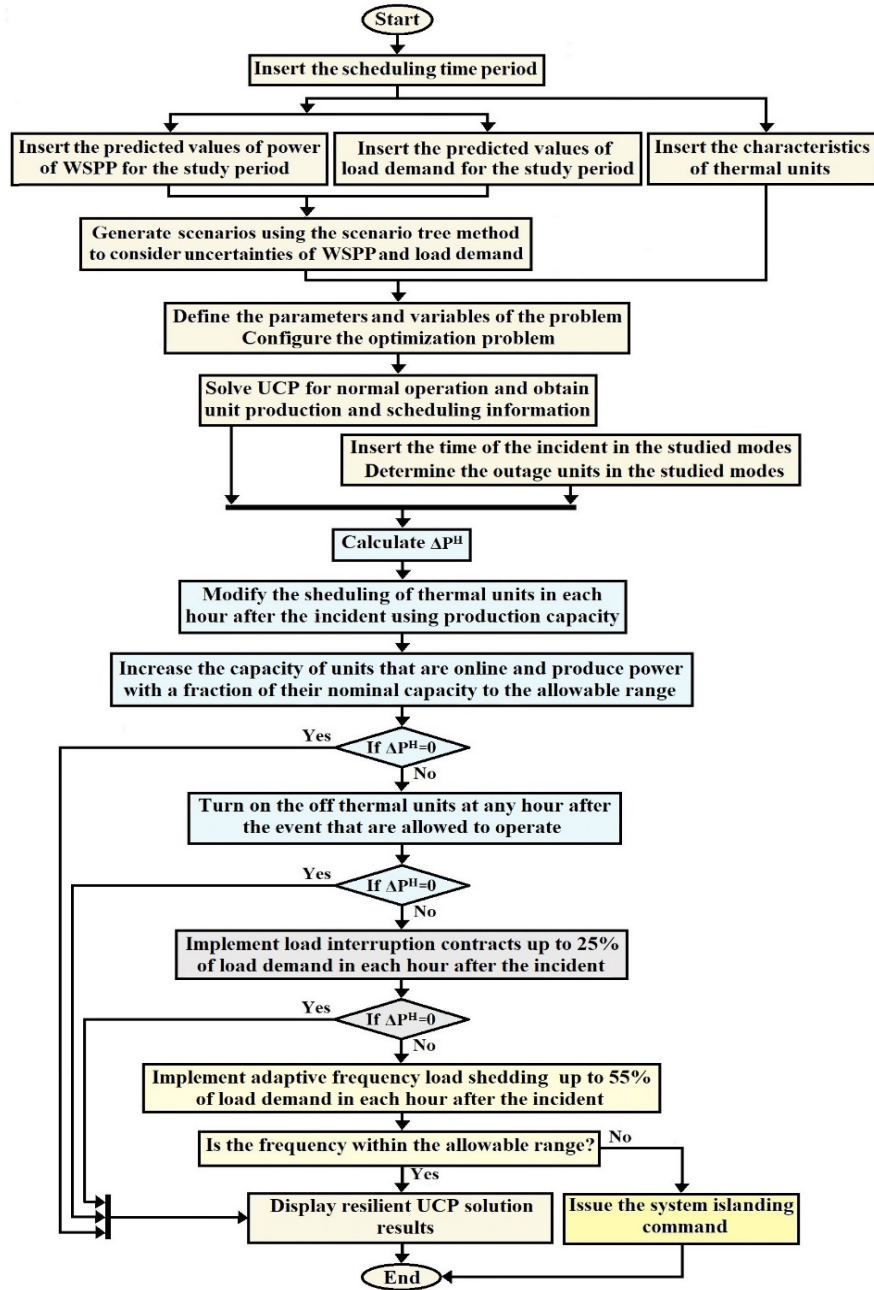 Start
Insert the scheduling time period
Insert the predicted values of power
of WSPP for the study period
Insert the predicted values of
load demand for the study period
Insert the characteristics
of thermal units
Generate scenarios using the scenario tree method
to consider uncertainties of WSPP and load demand
Define the parameters and variables of the problem
Configure the optimization problem
Solve UCP for normal operation and obtain
unit production and scheduling information
Insert the time of the incident in the studied modes
Determine the outage units in the studied modes
Calculate ΔPᴴ
Modify the sheduling of thermal units in each
hour after the incident using production capacity
Increase the capacity of units that are online and produce power
with a fraction of their nominal capacity to the allowable range
Yes
If ΔPᴴ=0
No
Turn on the off thermal units at any hour after
the event that are allowed to operate
Yes
If ΔPᴴ=0
No
Implement load interruption contracts up to 25%
of load demand in each hour after the incident
Yes
If ΔPᴴ=0
No
Implement adaptive frequency load shedding up to 55%
of load demand in each hour after the incident
Is the frequency within the allowable range?
No
Yes
Display resilient UCP solution
results
Issue the system islanding
command
End